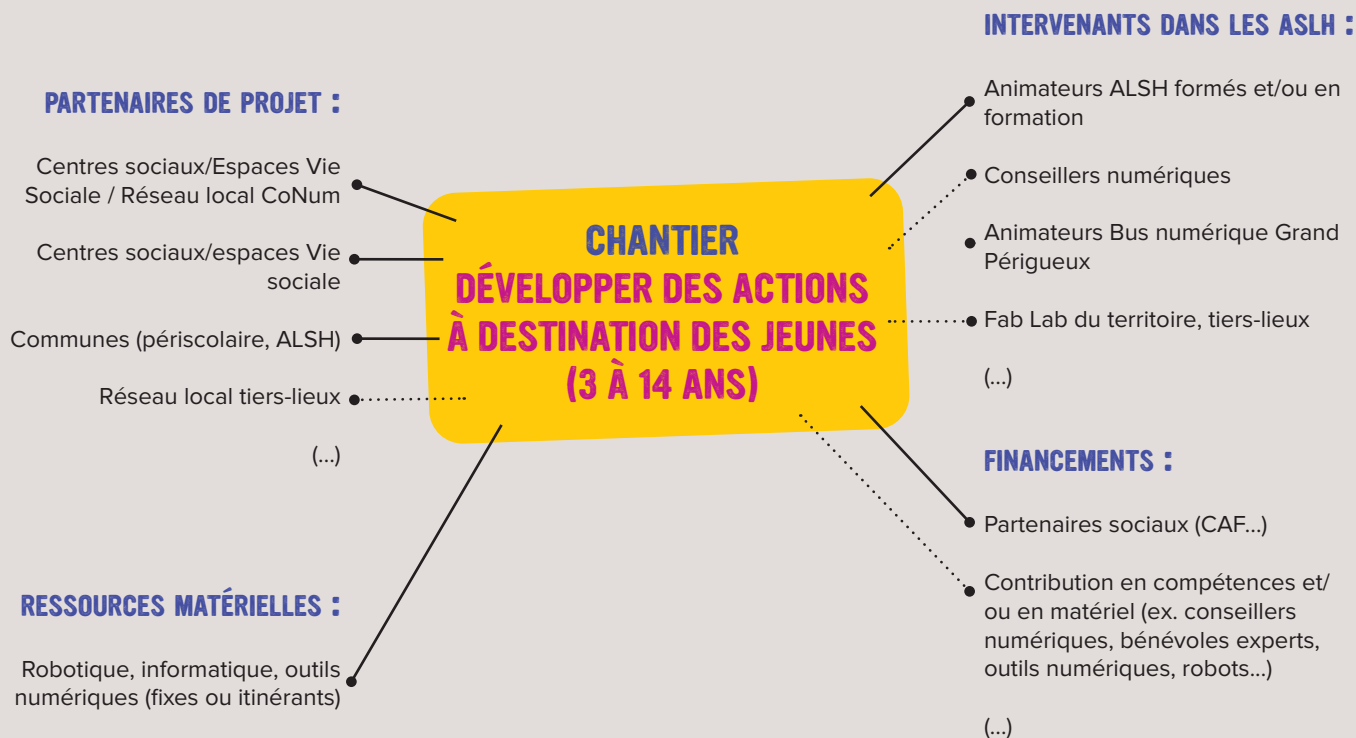 PARTENAIRES DE PROJET :
Centres sociaux/Espaces Vie
Sociale / Réseau local CoNum
Centres sociaux/espaces Vie
sociale
Communes (périscolaire, ALSH)
Réseau local tiers-lieux
(...)
RESSOURCES MATÉRIELLES :
Robotique, informatique, outils
numériques (fixes ou itinérants)
CHANTIER
DÉVELOPPER DES ACTIONS
À DESTINATION DES JEUNES
(3 À 14 ANS)
INTERVENANTS DANS LES ASLH :
Animateurs ALSH formés et/ou en
formation
Conseillers numériques
Animateurs Bus numérique Grand
Périgueux
Fab Lab du territoire, tiers-lieux
(...)
FINANCEMENTS :
Partenaires sociaux (CAF...)
Contribution en compétences et/
ou en matériel (ex. conseillers
numériques, bénévoles experts,
outils numériques, robots...)
(...)